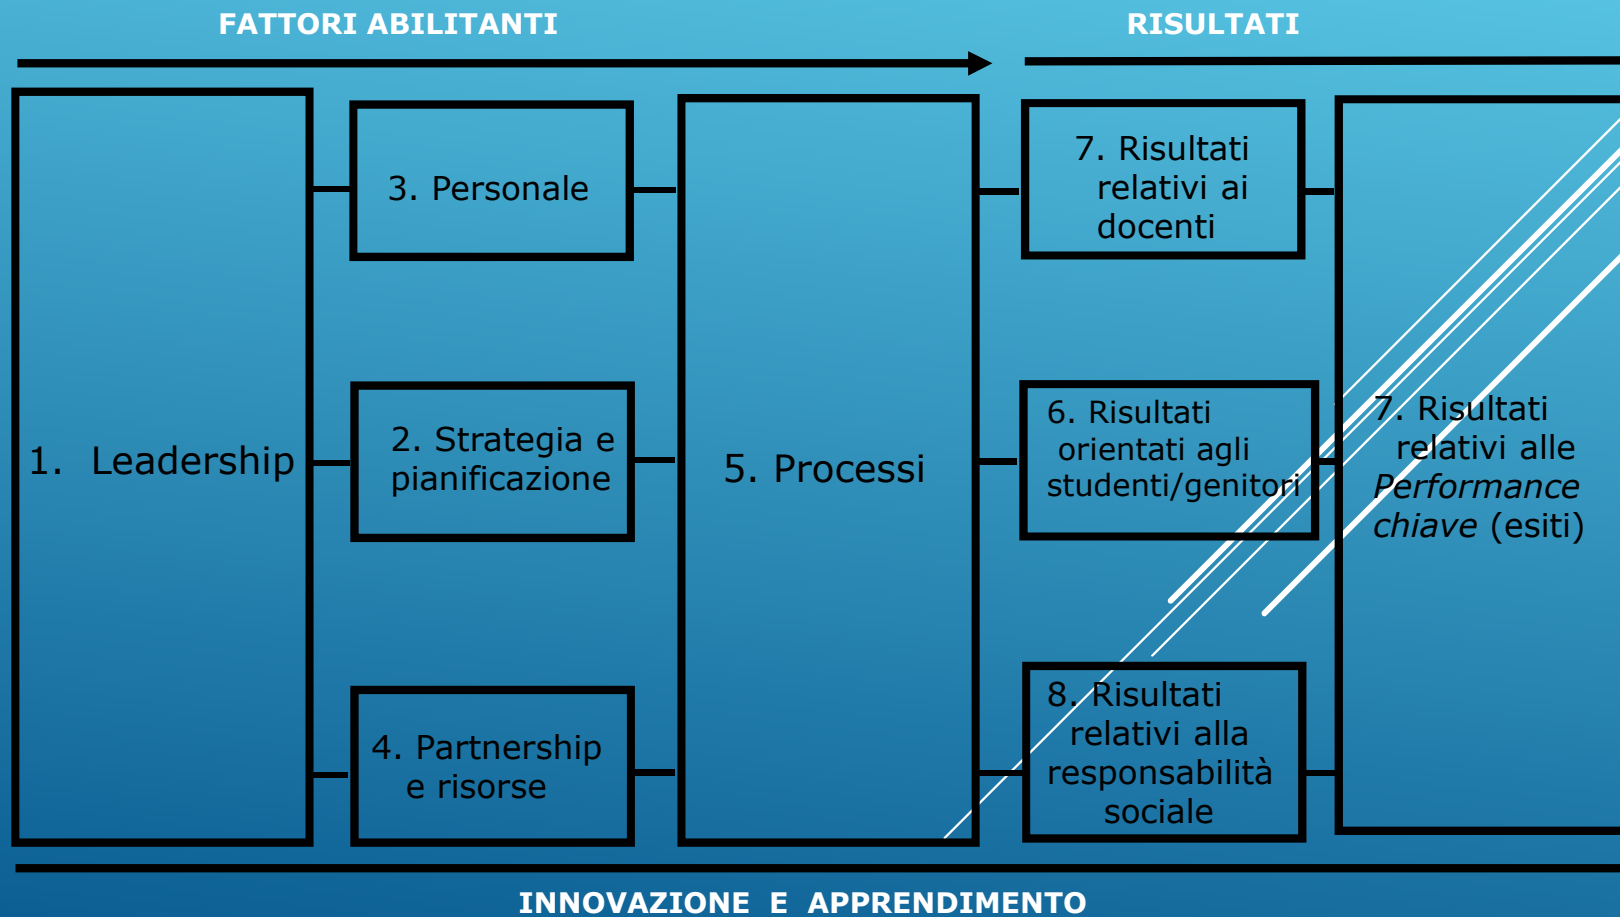 FATTORI ABILITANTI
RISULTATI
1. Leadership
3. Personale
2. Strategia e
pianificazione
4. Partnership
e risorse
5. Processi
7. Risultati
relativi ai
docenti
6. Risultati
orientati agli
studenti/genitori
8. Risultati
relativi alla
responsabilità
sociale
7. Risultati
relativi alle
Performance
chiave (esiti)
INNOVAZIONE E APPRENDIMENTO